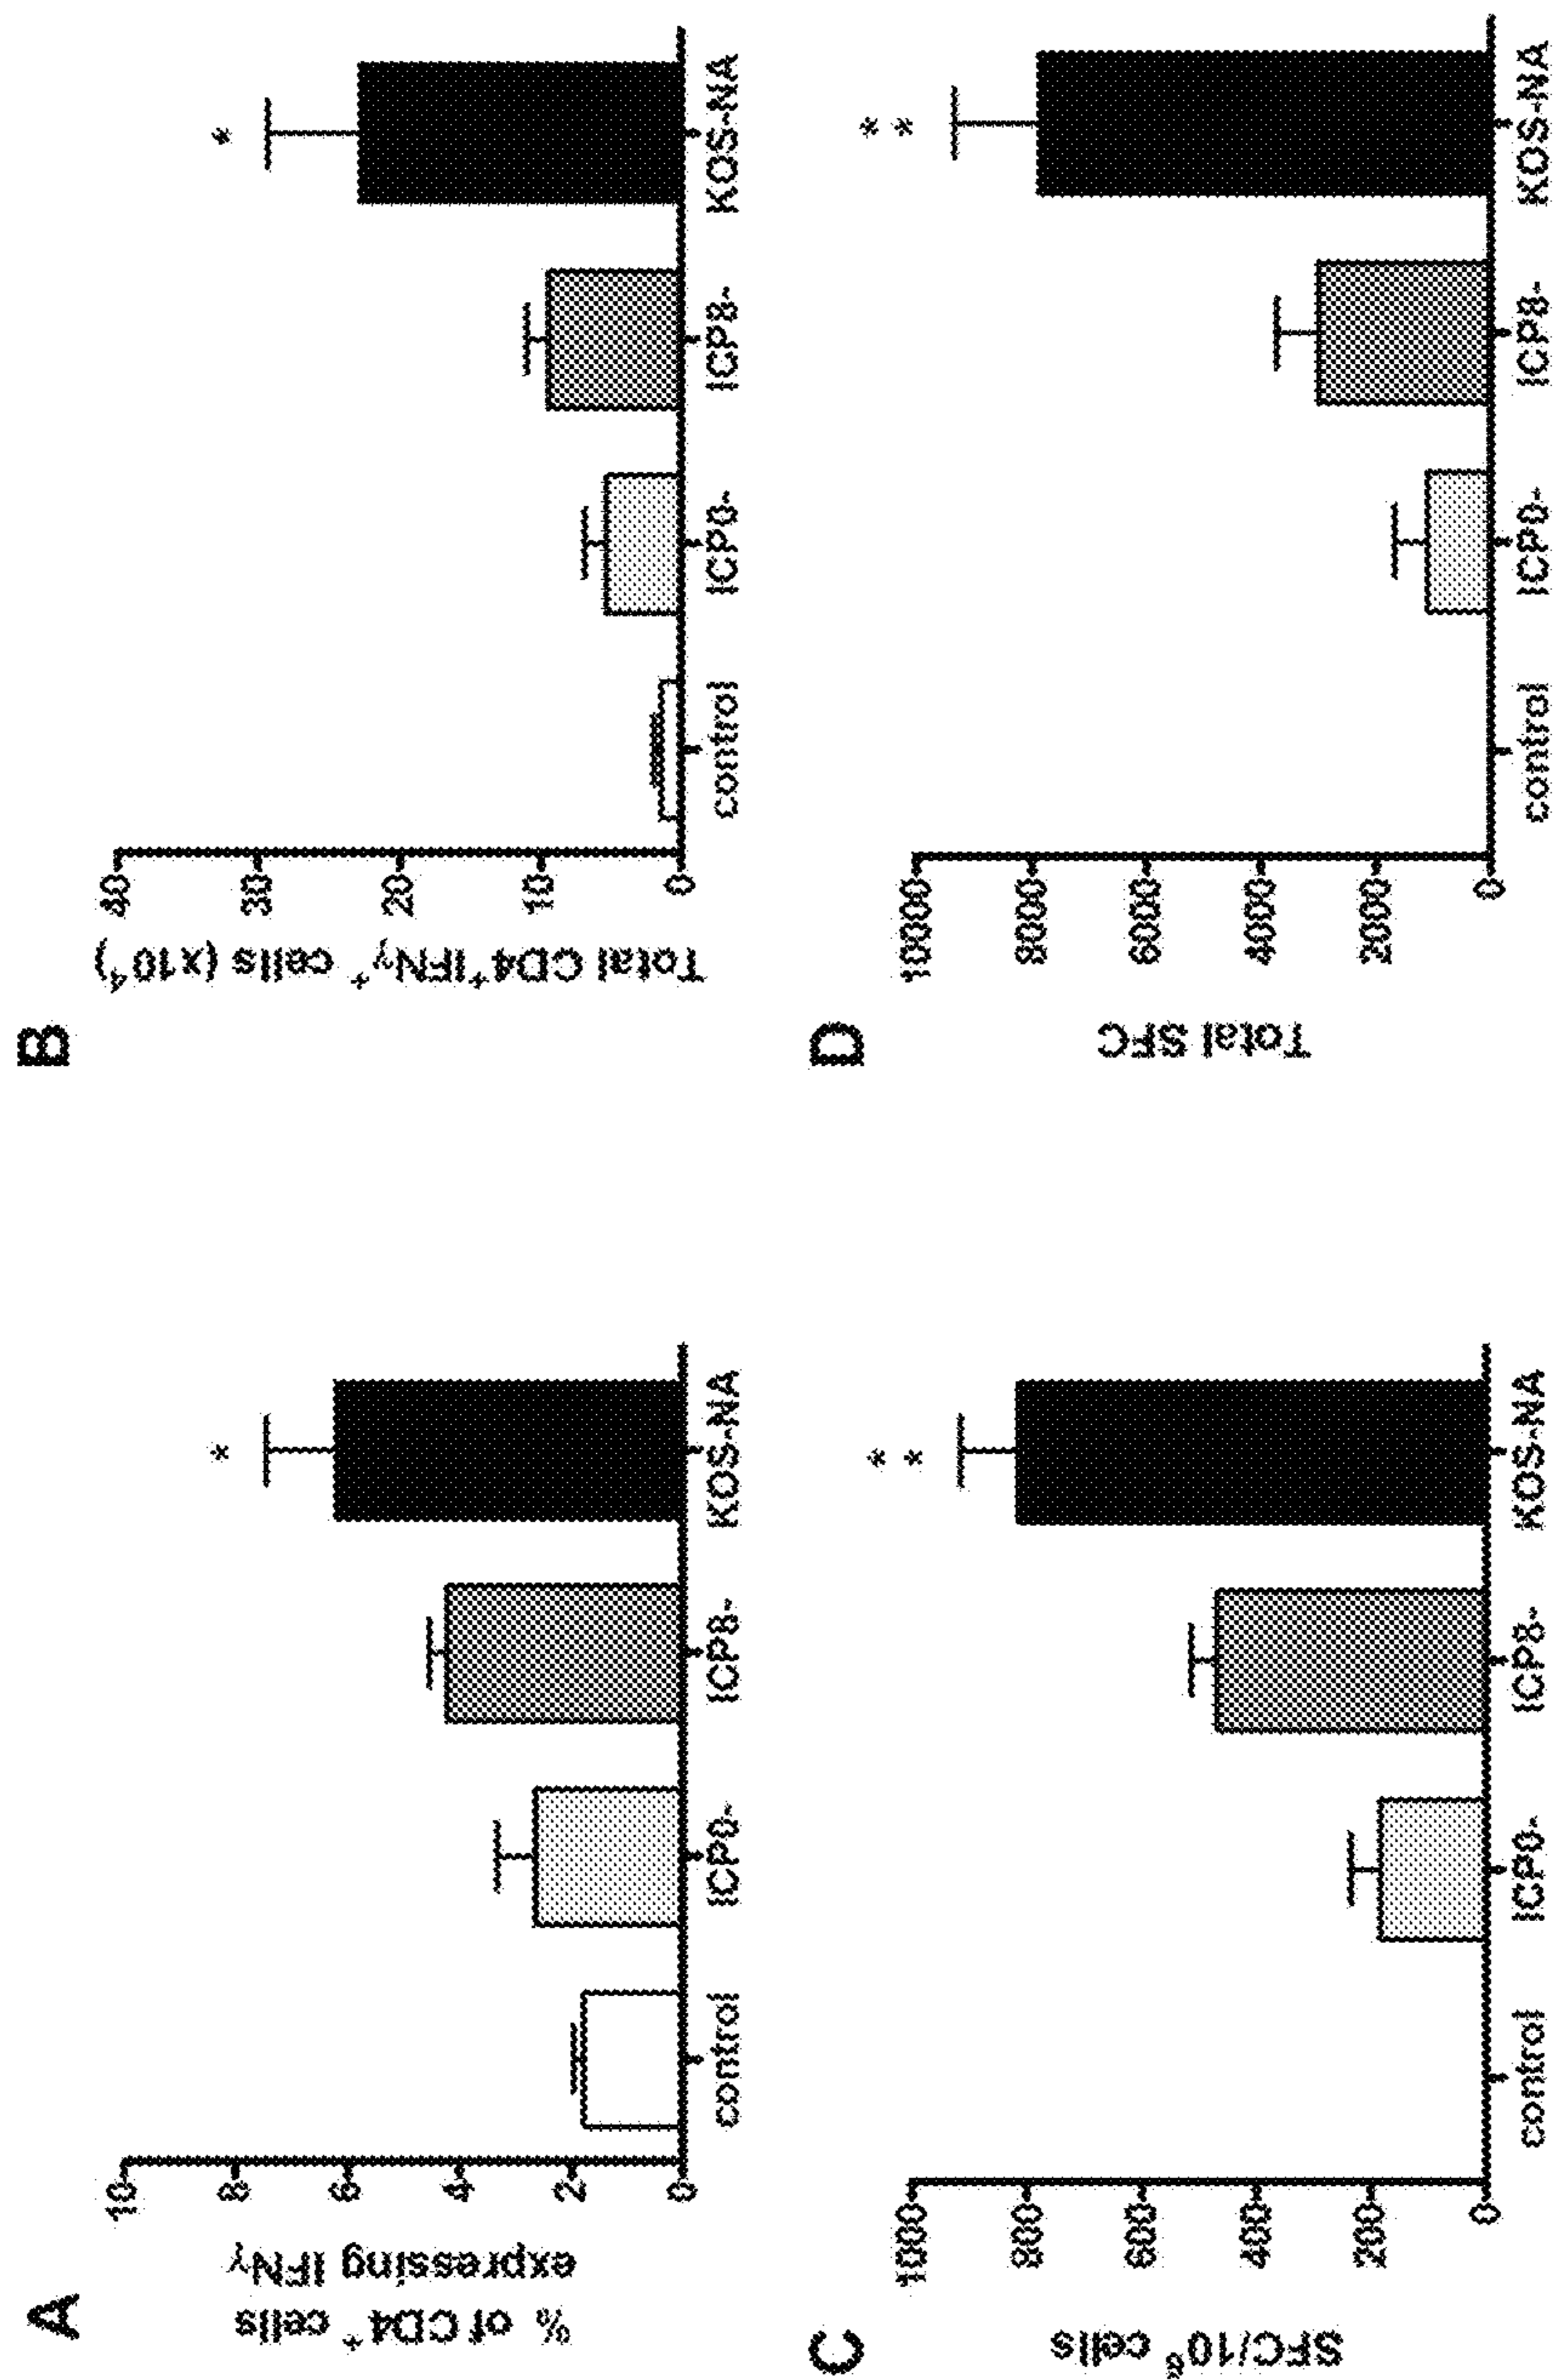 A
% of CD4⁺ cells
expressing IFNγ
10
8
6
4
2
0
*
control
ICP0-
ICP8-
KOS-NA
B
Total CD4⁺IFNγ⁺ cells (x10⁴)
40
30
20
10
0
*
control
ICP0-
ICP8-
KOS-NA
C
SFC/10⁶ cells
1000
800
600
400
200
0
*
*
control
ICP0-
ICP8-
KOS-NA
D
Total SFC
10000
8000
6000
4000
2000
0
*
*
control
ICP0-
ICP8-
KOS-NA